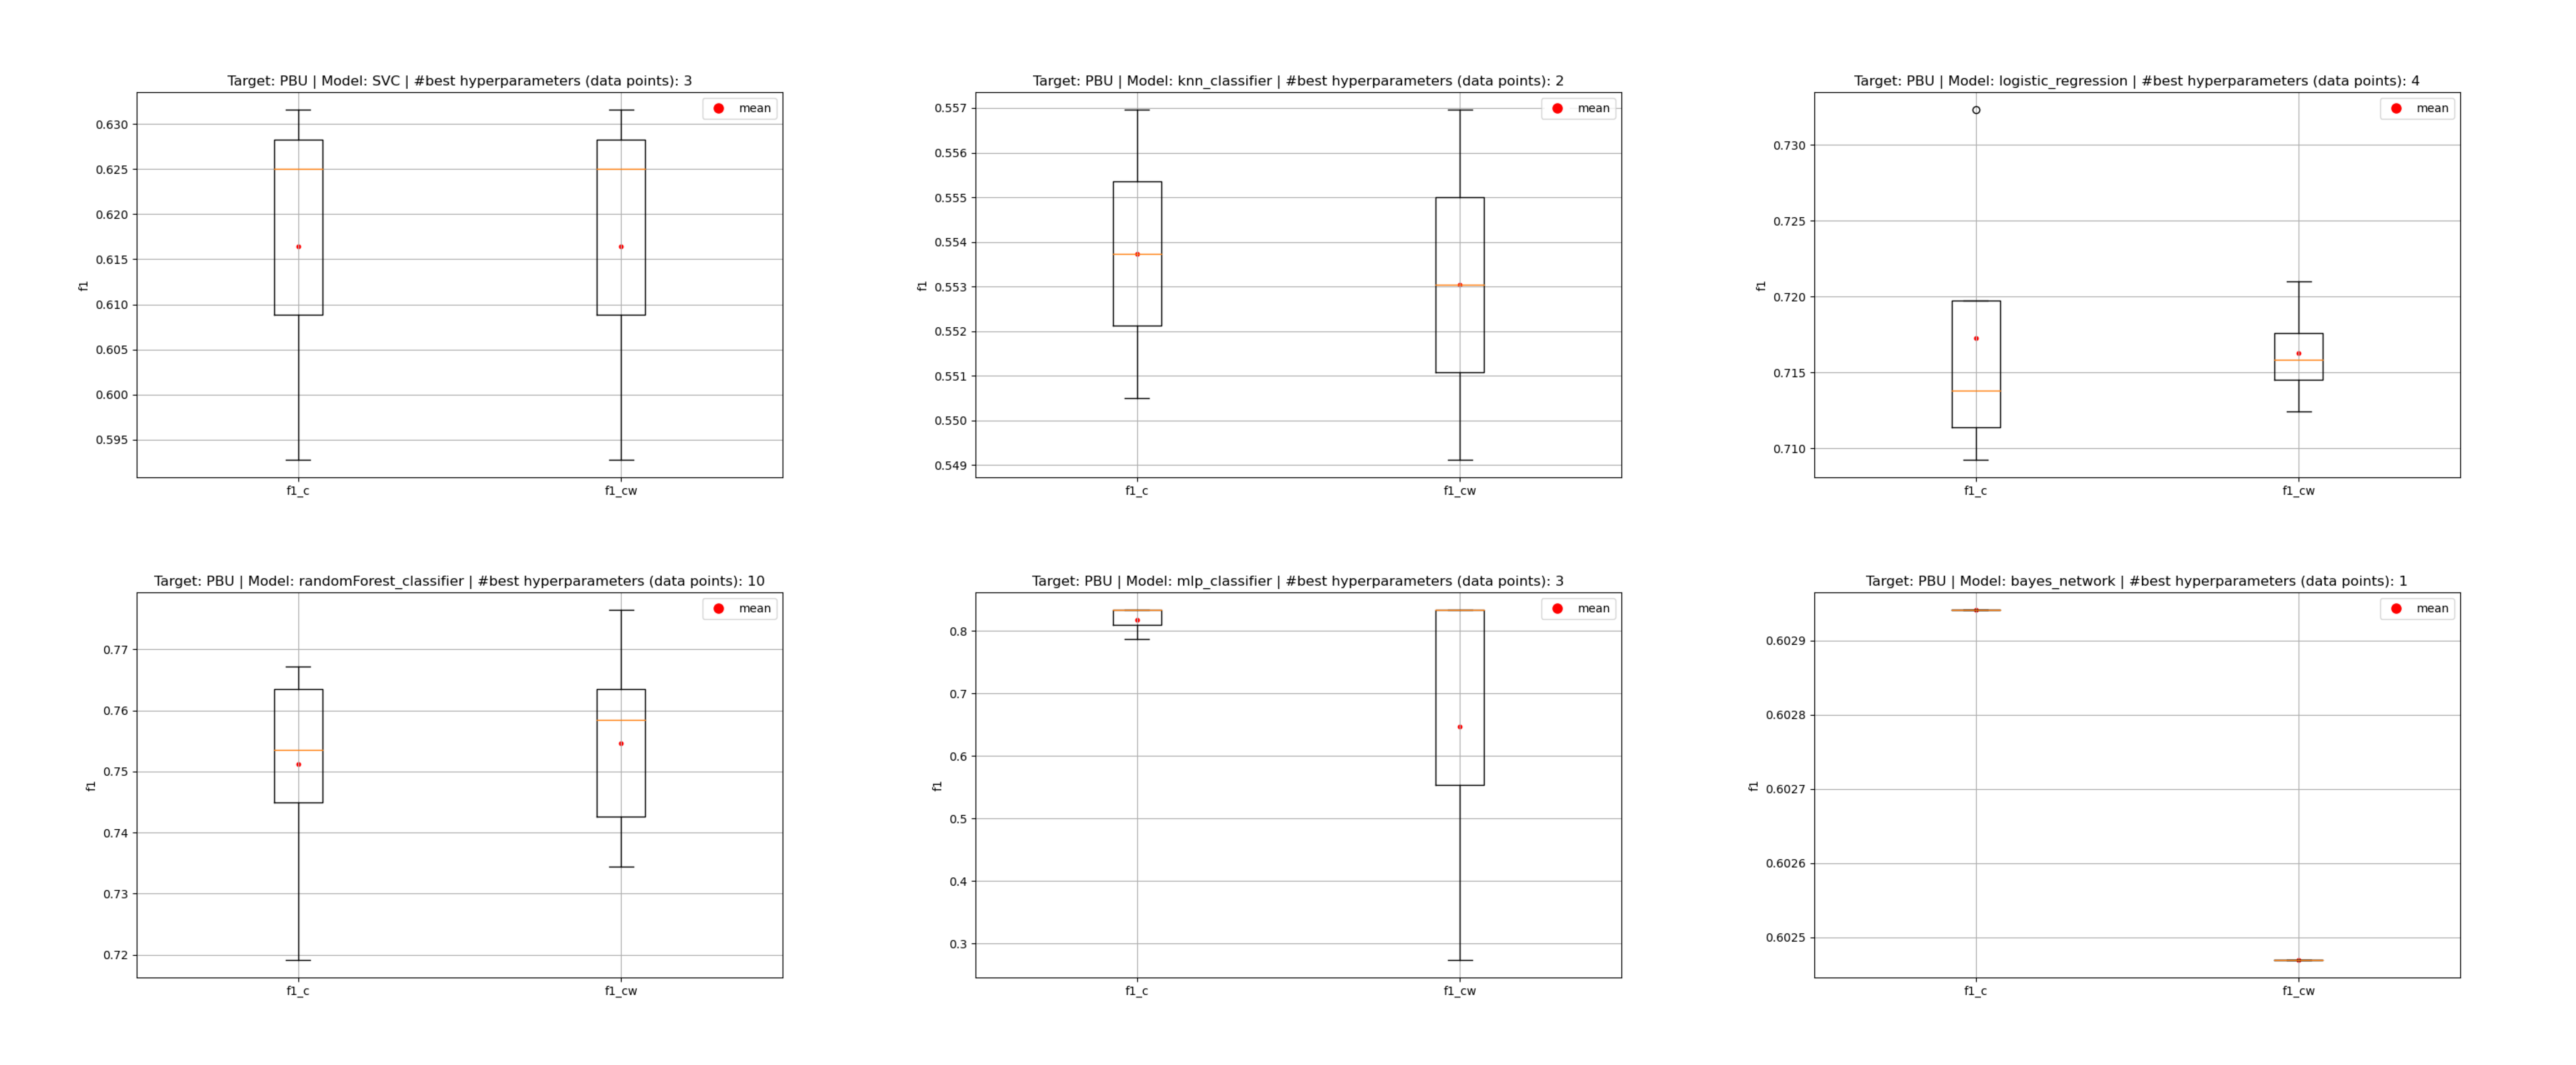 Target: PBU | Model: SVC | #best hyperparameters (data points): 3
mean
0.630
0.625
0.620
0.615
0.610
0.605
0.600
0.595
f1
f1_c
f1_cw
Target: PBU | Model: knn_classifier | #best hyperparameters (data points): 2
mean
0.557
0.556
0.555
0.554
0.553
0.552
0.551
0.550
0.549
f1
f1_c
f1_cw
Target: PBU | Model: logistic_regression | #best hyperparameters (data points): 4
mean
0.730
0.725
0.720
0.715
0.710
f1
f1_c
f1_cw
Target: PBU | Model: randomForest_classifier | #best hyperparameters (data points): 10
mean
0.77
0.76
0.75
0.74
0.73
0.72
f1
f1_c
f1_cw
Target: PBU | Model: mlp_classifier | #best hyperparameters (data points): 3
mean
0.8
0.7
0.6
0.5
0.4
0.3
f1
f1_c
f1_cw
Target: PBU | Model: bayes_network | #best hyperparameters (data points): 1
mean
0.6029
0.6028
0.6027
0.6026
0.6025
f1
f1_c
f1_cw